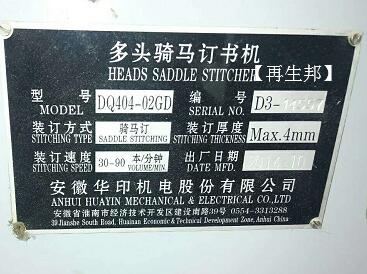 多头骑马订书机
HEADS SADDLE STITCHER【再生邦】
型 号 DQ404-02GD 编 号 D3-
MODEL SERIAL NO.
装订方式 骑马订 装订厚度 Max.4mm
STITCHING TYPE SADDLE STITCHING STITCHING THICKNESS
装订速度 30-90 本/分钟 出厂日期
STITCHING SPEED VOLUME/MIN. DATE MFD.
安徽华印机电股份有限公司
ANHUI HUAYIN MECHANICAL & ELECTRICAL CO.,LTD
安徽省淮南市经济技术开发区建设南路39号 0554-3313288
39 Jianshe South Road, Huainan Economic & Technical Development Zone, Anhui China